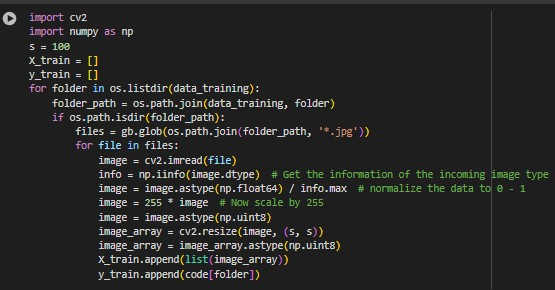 import cv2
import numpy as np
s = 100
X_train = []
y_train = []
for folder in os.listdir(data_training):
    folder_path = os.path.join(data_training, folder)
    if os.path.isdir(folder_path):
        files = gb.glob(os.path.join(folder_path, '*.jpg'))
        for file in files:
            image = cv2.imread(file)
            info = np.iinfo(image.dtype)  # Get the information of the incoming image type
            image = image.astype(np.float64) / info.max  # normalize the data to 0 - 1
            image = 255 * image  # Now scale by 255
            image = image.astype(np.uint8)
            image_array = cv2.resize(image, (s, s))
            image_array = image_array.astype(np.uint8)
            X_train.append(list(image_array))
            y_train.append(code[folder])